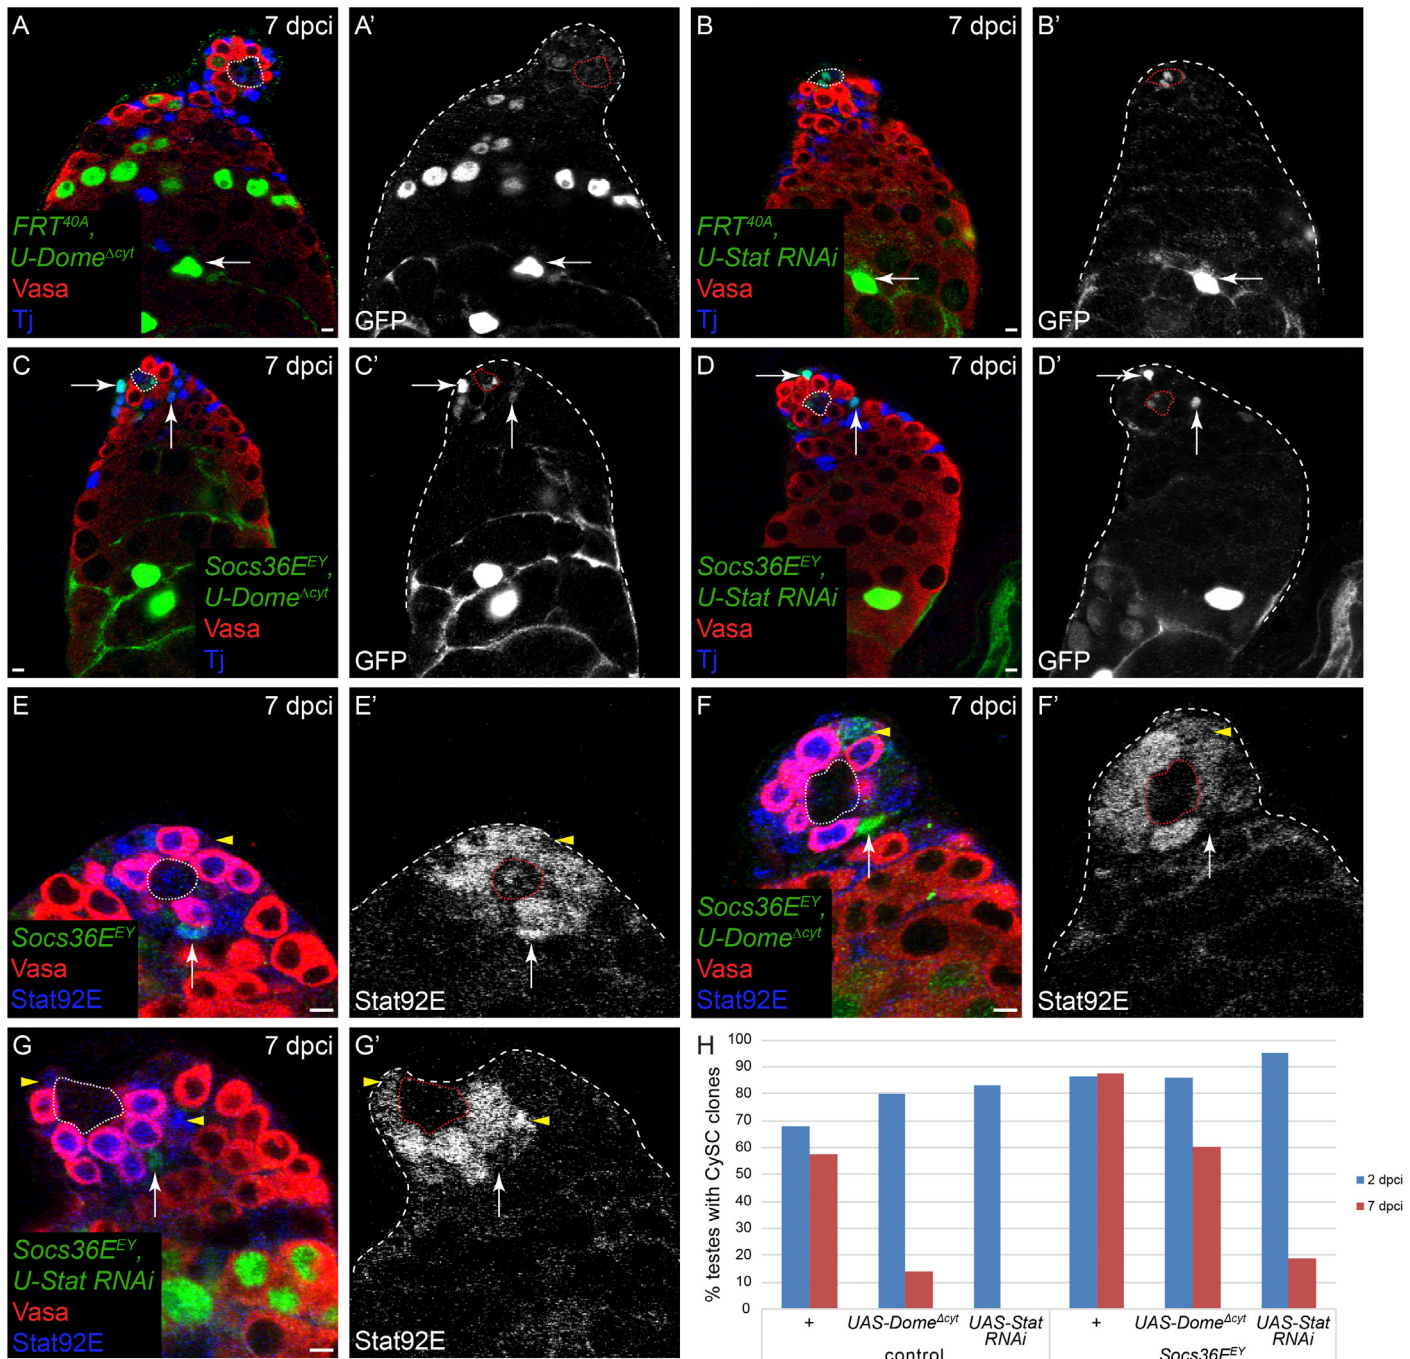 A 7 dpci
FRT40A,
U-DomeΔcyt
Vasa
Tj
A'
GFP
B 7 dpci
FRT40A,
U-Stat RNAi
Vasa
Tj
B'
GFP
C 7 dpci
Socs36EEY,
U-DomeΔcyt
Vasa
Tj
C'
GFP
D 7 dpci
Socs36EEY,
U-Stat RNAi
Vasa
Tj
D'
GFP
E 7 dpci
Socs36EEY
Vasa
Stat92E
E'
Stat92E
F 7 dpci
Socs36EEY,
U-DomeΔcyt
Vasa
Stat92E
F'
Stat92E
G 7 dpci
Socs36EEY,
U-Stat RNAi
Vasa
Stat92E
G'
Stat92E
H
% testes with CySC clones
100
90
80
70
60
50
40
30
20
10
0
+ UAS-DomeΔcyt UAS-Stat RNAi + UAS-DomeΔcyt UAS-Stat RNAi
control Socs36EEY
2 dpci
7 dpci